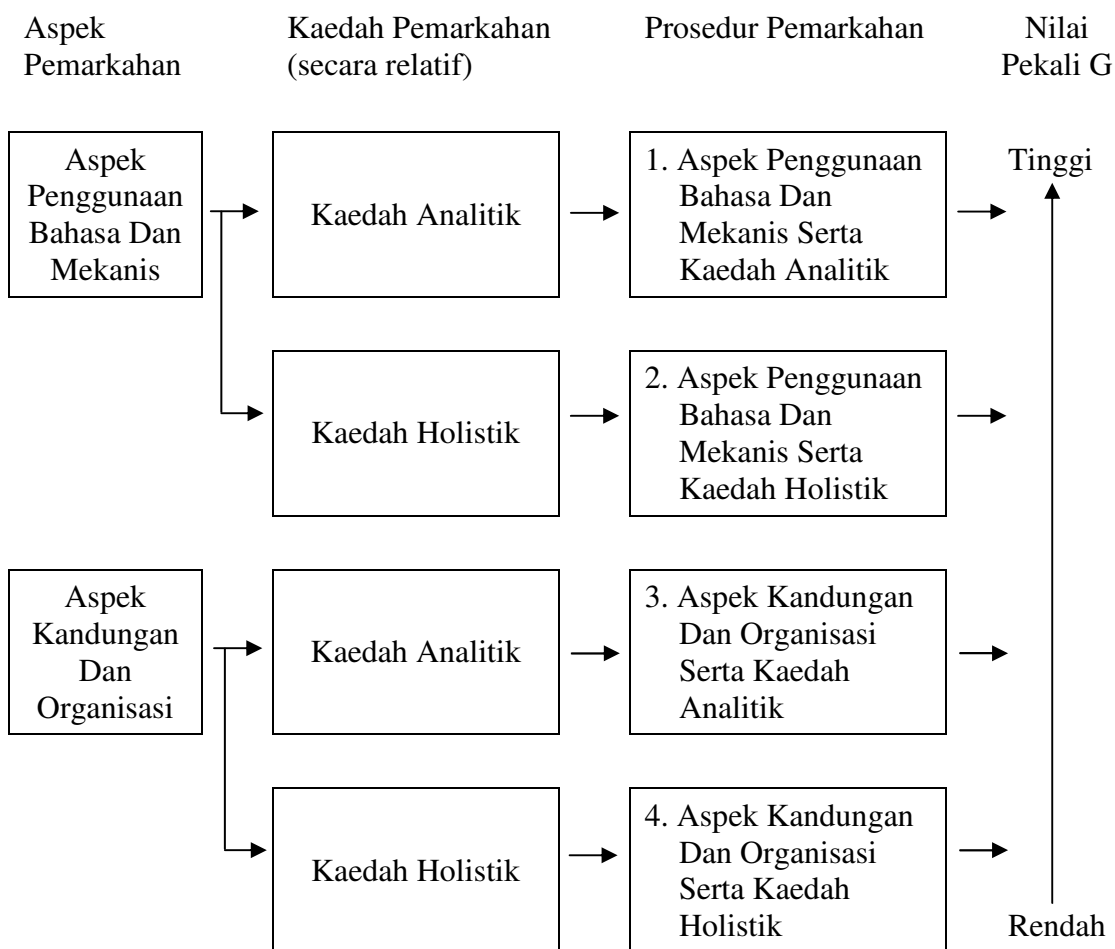 Aspek
Pemarkahan
Kaedah Pemarkahan
(secara relatif)
Prosedur Pemarkahan
Nilai
Pekali G
Aspek
Penggunaan
Bahasa Dan
Mekanis
Kaedah Analitik
1. Aspek Penggunaan
Bahasa Dan
Mekanis Serta
Kaedah Analitik
Tinggi
Kaedah Holistik
2. Aspek Penggunaan
Bahasa Dan
Mekanis Serta
Kaedah Holistik
Aspek
Kandungan
Dan
Organisasi
Kaedah Analitik
3. Aspek Kandungan
Dan Organisasi
Serta Kaedah
Analitik
Kaedah Holistik
4. Aspek Kandungan
Dan Organisasi
Serta Kaedah
Holistik
Rendah